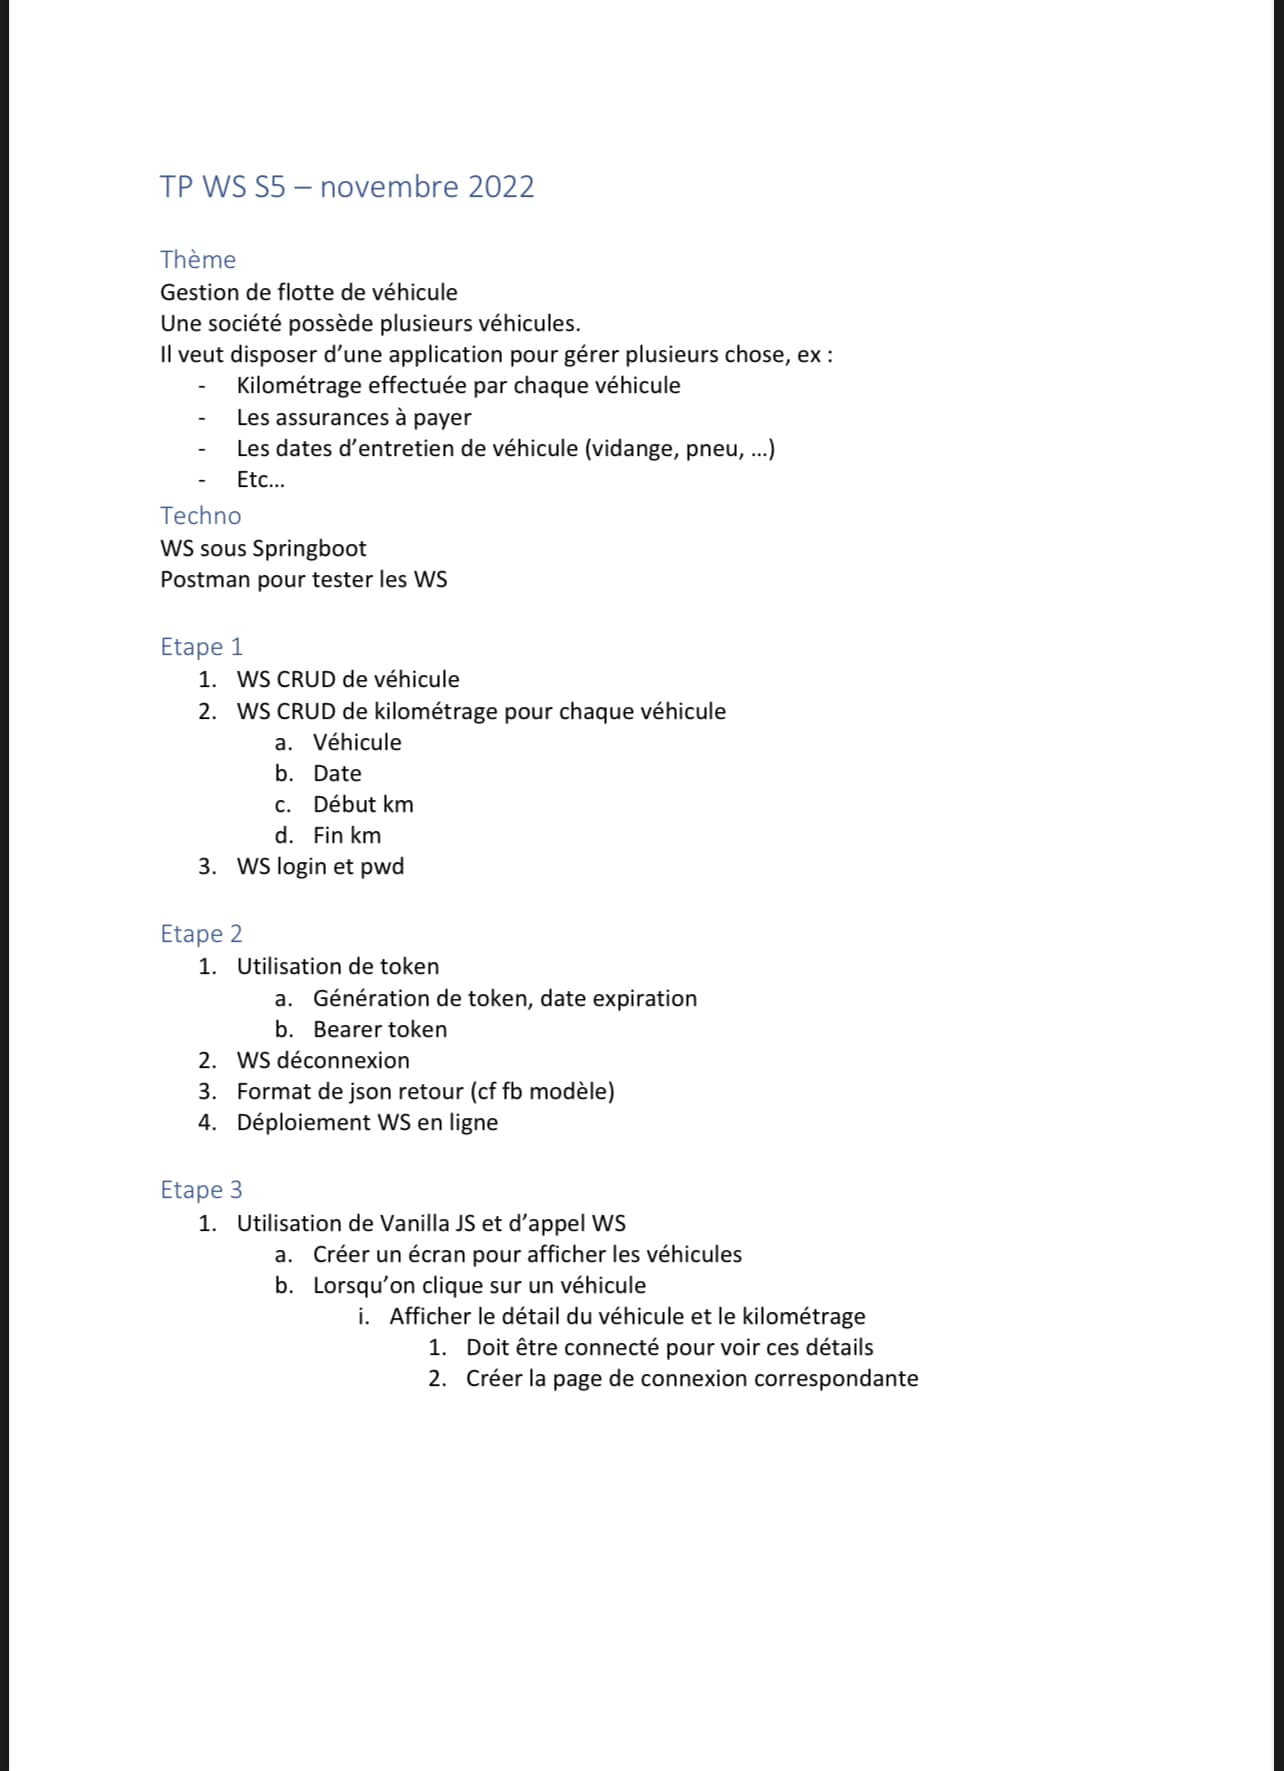 TP WS S5 – novembre 2022
Thème
Gestion de flotte de véhicule
Une société possède plusieurs véhicules.
Il veut disposer d’une application pour gérer plusieurs chose, ex :
- Kilométrage effectuée par chaque véhicule
- Les assurances à payer
- Les dates d’entretien de véhicule (vidange, pneu, …)
- Etc…
Techno
WS sous Springboot
Postman pour tester les WS
Etape 1
1. WS CRUD de véhicule
2. WS CRUD de kilométrage pour chaque véhicule
a. Véhicule
b. Date
c. Début km
d. Fin km
3. WS login et pwd
Etape 2
1. Utilisation de token
a. Génération de token, date expiration
b. Bearer token
2. WS déconnexion
3. Format de json retour (cf fb modèle)
4. Déploiement WS en ligne
Etape 3
1. Utilisation de Vanilla JS et d’appel WS
a. Créer un écran pour afficher les véhicules
b. Lorsqu’on clique sur un véhicule
i. Afficher le détail du véhicule et le kilométrage
1. Doit être connecté pour voir ces détails
2. Créer la page de connexion correspondante